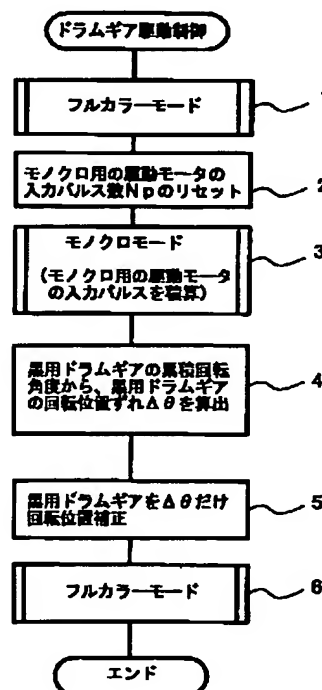 ドラムギア駆動制御
フルカラーモード
1
モノクロ用の駆動モータの
入力パルス数Npのリセット
2
モノクロモード
(モノクロ用の駆動モータ
の入力パルスを積算)
3
黒用ドラムギアの累積回転
角度から、黒用ドラムギア
の回転位置ずれΔθを算出
4
黒用ドラムギアをΔθだけ
回転位置補正
5
フルカラーモード
6
エンド